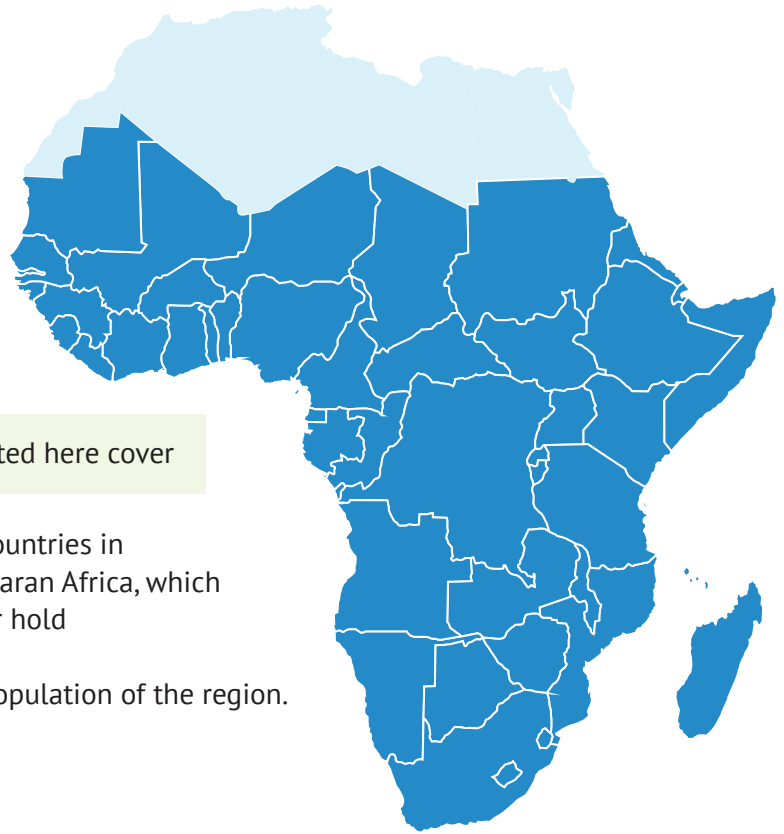 ted here cover
ountries in
aran Africa, which
r hold
opulation of the region.